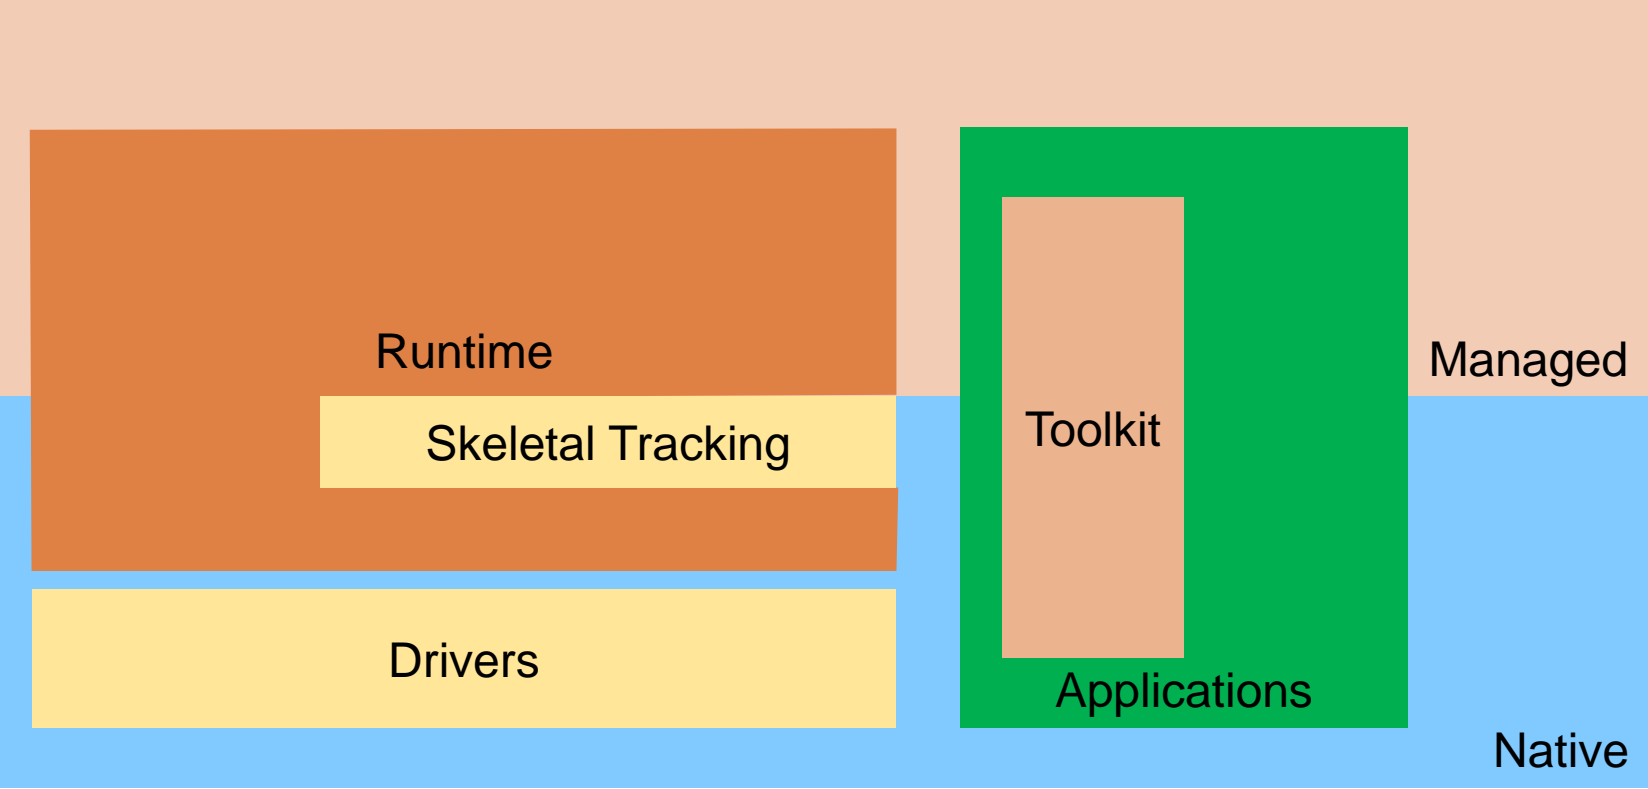 Runtime
Managed
Skeletal Tracking
Toolkit
Drivers
Applications
Native